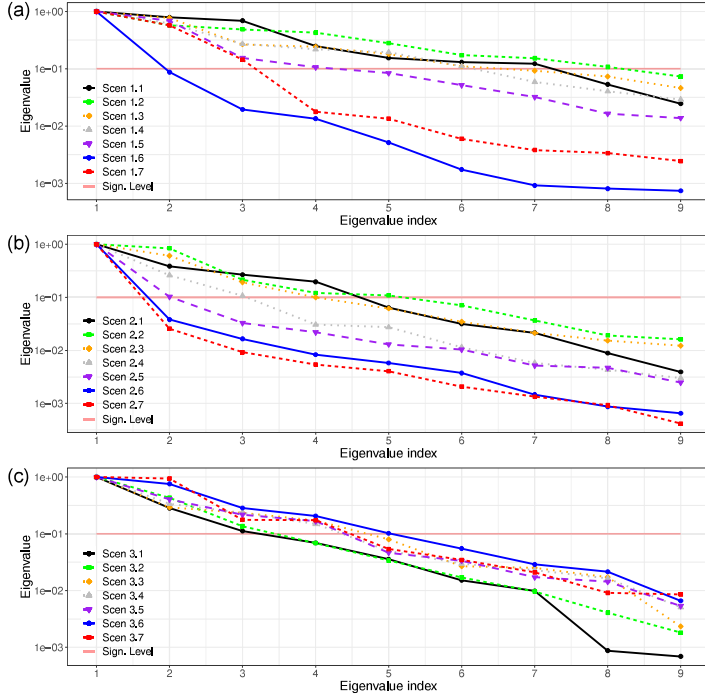 (a)
1e+00
1e−01
1e−02
1e−03
Eigenvalue
Scen 1.1
Scen 1.2
Scen 1.3
Scen 1.4
Scen 1.5
Scen 1.6
Scen 1.7
Sign. Level
1 2 3 4 5 6 7 8 9
Eigenvalue index
(b)
1e+00
1e−01
1e−02
1e−03
Eigenvalue
Scen 2.1
Scen 2.2
Scen 2.3
Scen 2.4
Scen 2.5
Scen 2.6
Scen 2.7
Sign. Level
1 2 3 4 5 6 7 8 9
Eigenvalue index
(c)
1e+00
1e−01
1e−02
1e−03
Eigenvalue
Scen 3.1
Scen 3.2
Scen 3.3
Scen 3.4
Scen 3.5
Scen 3.6
Scen 3.7
Sign. Level
1 2 3 4 5 6 7 8 9
Eigenvalue index